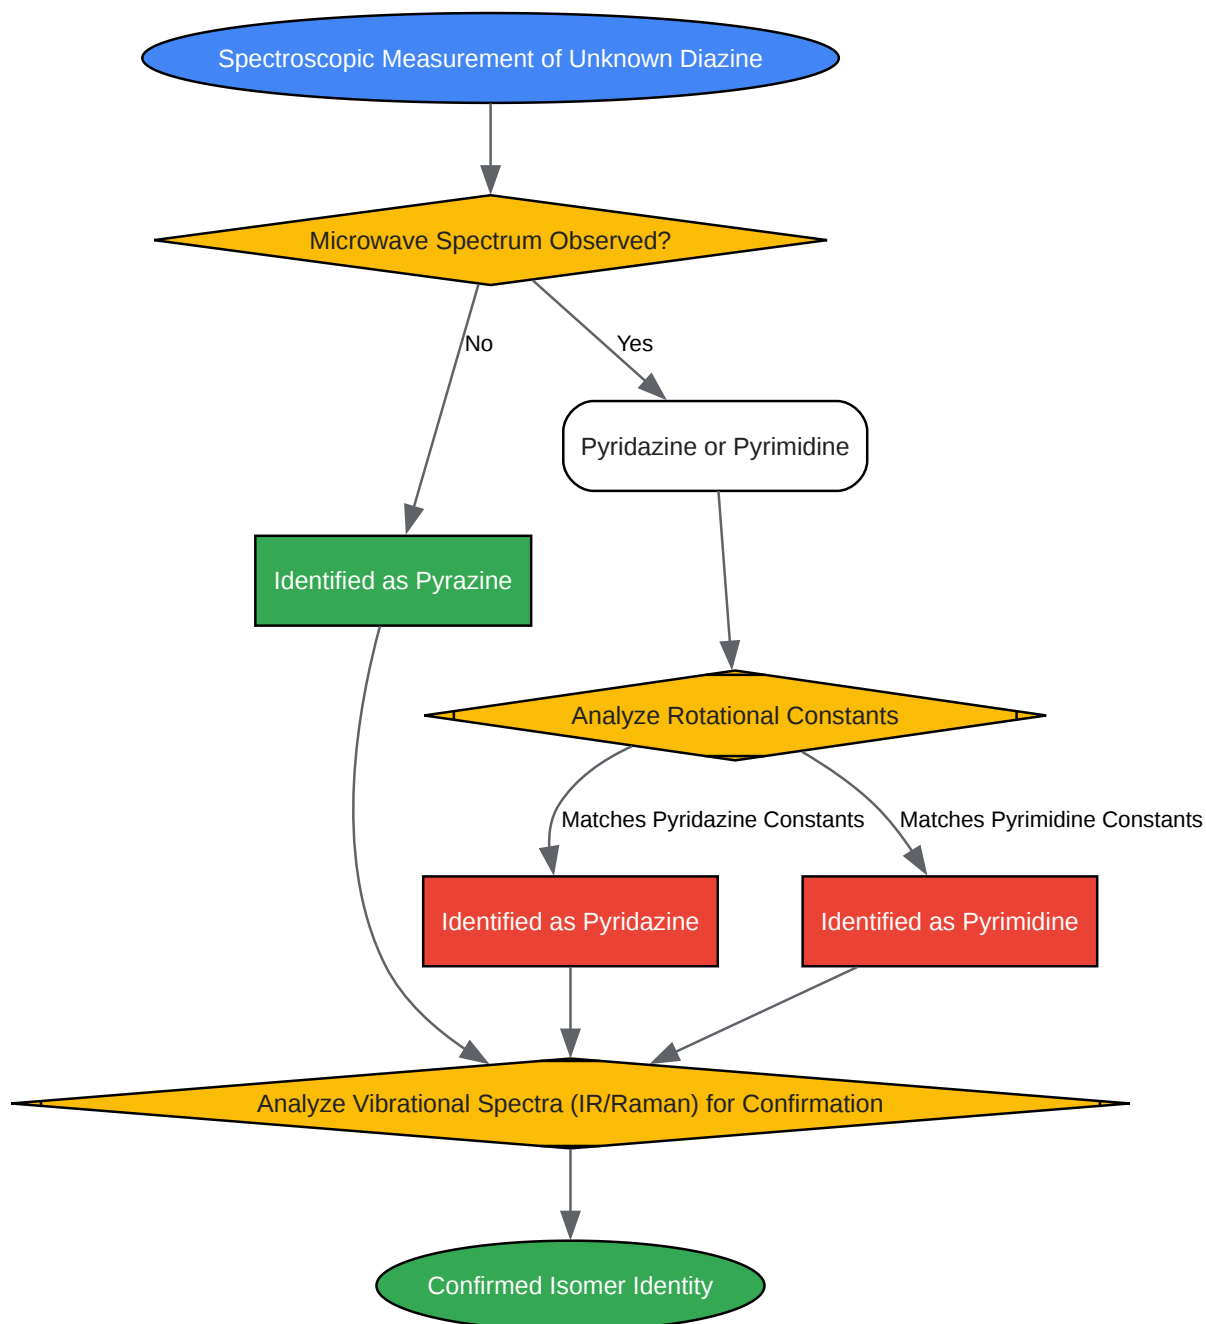 Spectroscopic Measurement of Unknown Diazine
Microwave Spectrum Observed?
No
Yes
Pyridazine or Pyrimidine
Identified as Pyrazine
Analyze Rotational Constants
Matches Pyridazine Constants
Matches Pyrimidine Constants
Identified as Pyridazine
Identified as Pyrimidine
Analyze Vibrational Spectra (IR/Raman) for Confirmation
Confirmed Isomer Identity